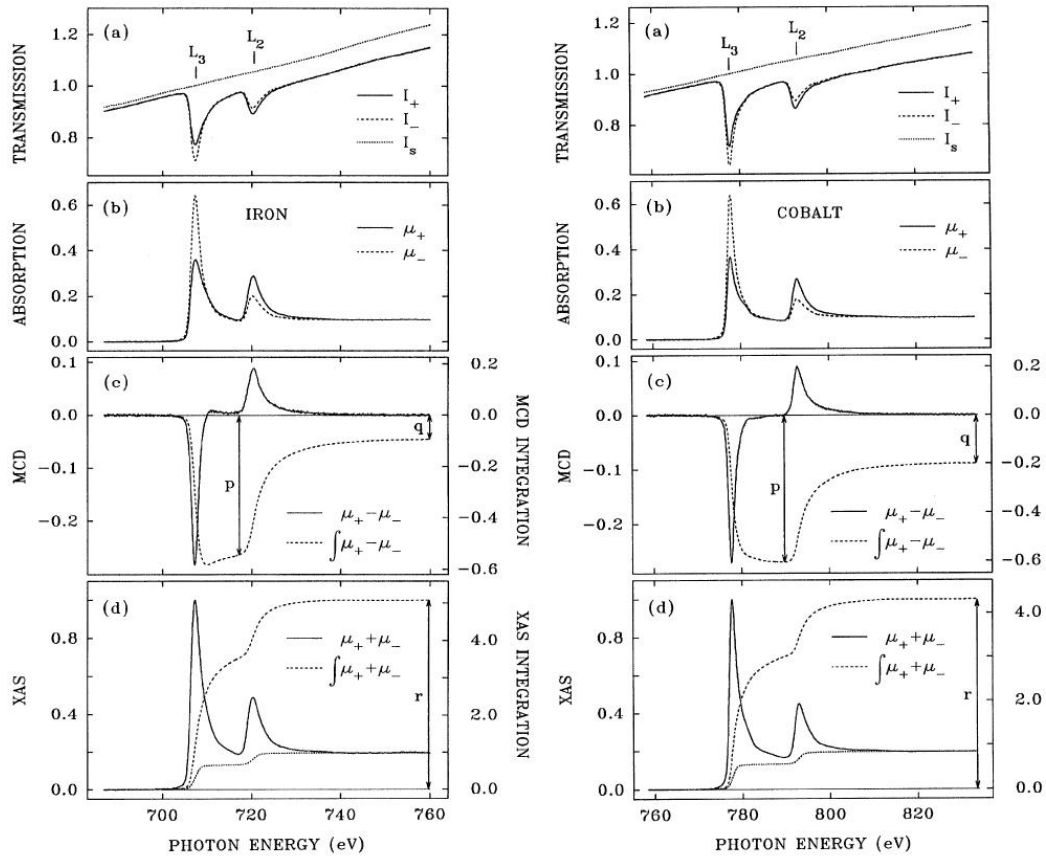 (a)
L3
L2
I+
I−
Is
TRANSMISSION
1.2
1.0
0.8
(b)
IRON
μ+
μ−
ABSORPTION
0.6
0.4
0.2
0.0
(c)
p
q
μ+−μ−
∫μ+−μ−
MCD
0.1
0.0
−0.1
−0.2
MCD INTEGRATION
0.2
0.0
−0.2
−0.4
−0.6
(d)
μ++μ−
∫μ++μ−
r
XAS
0.8
0.4
0.0
XAS INTEGRATION
4.0
2.0
0.0
700 720 740 760
PHOTON ENERGY (eV)
(a)
L3
L2
I+
I−
Is
TRANSMISSION
1.2
1.0
0.8
(b)
COBALT
μ+
μ−
ABSORPTION
0.6
0.4
0.2
0.0
(c)
p
q
μ+−μ−
∫μ+−μ−
MCD
0.1
0.0
−0.1
−0.2
0.2
0.0
−0.2
−0.4
−0.6
(d)
μ++μ−
∫μ++μ−
r
XAS
0.8
0.4
0.0
4.0
2.0
0.0
760 780 800 820
PHOTON ENERGY (eV)